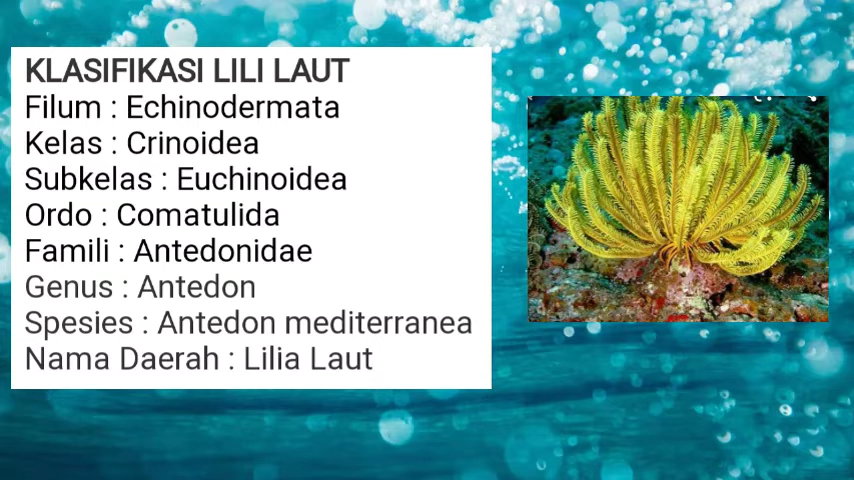 KLASIFIKASI LILI LAUT
Filum : Echinodermata
Kelas : Crinoidea
Subkelas : Euchinoidea
Ordo : Comatulida
Famili : Antedonidae
Genus : Antedon
Spesies : Antedon mediterranea
Nama Daerah : Lilia Laut